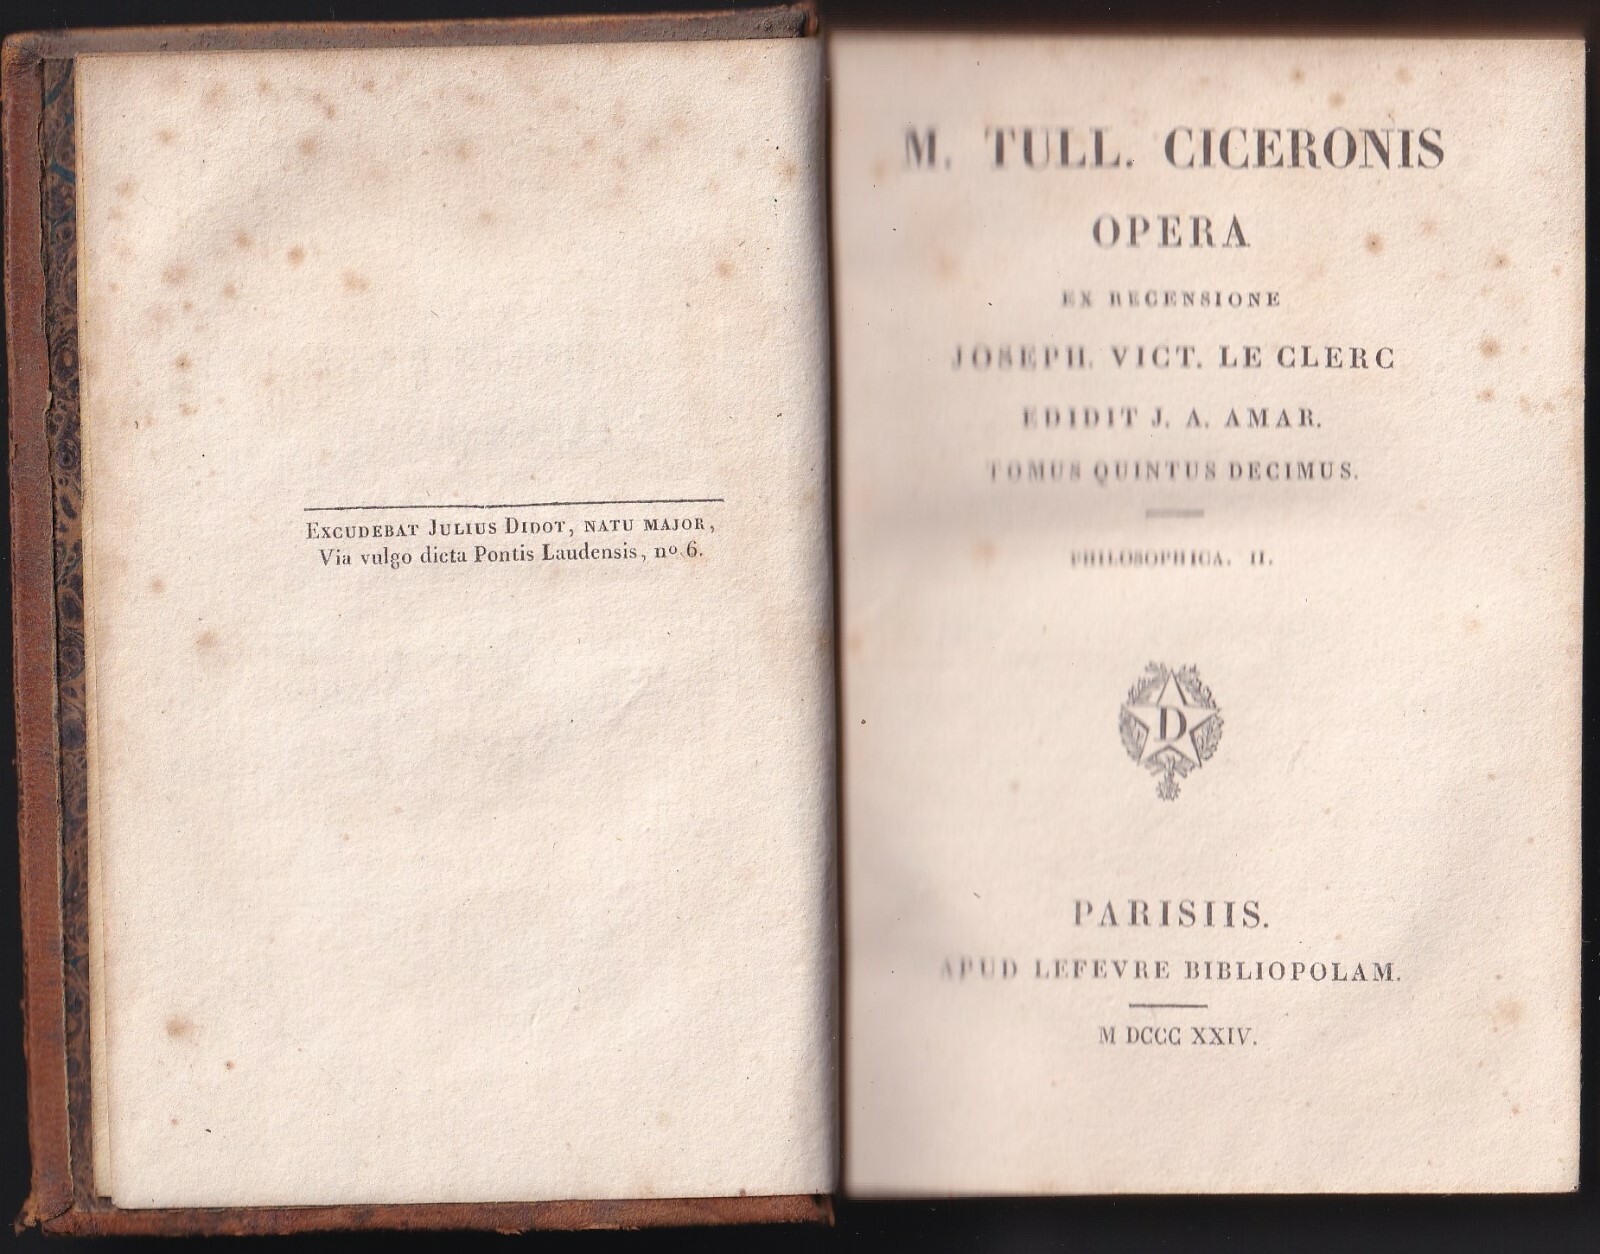 EXCUDEBAT JULIUS DIDOT, NATU MAJOR,
Via vulgo dicta Pontis Laudensis, no 6.
M. TULL. CICERONIS
OPERA
EX RECENSIONE
JOSEPH. VICT. LE CLERC
EDIDIT J. A. AMAR.
TOMUS QUINTUS DECIMUS.
PHILOSOPHICA. II.
D
PARISIIS.
APUD LEFEVRE BIBLIOPOLAM.
M DCCC XXIV.